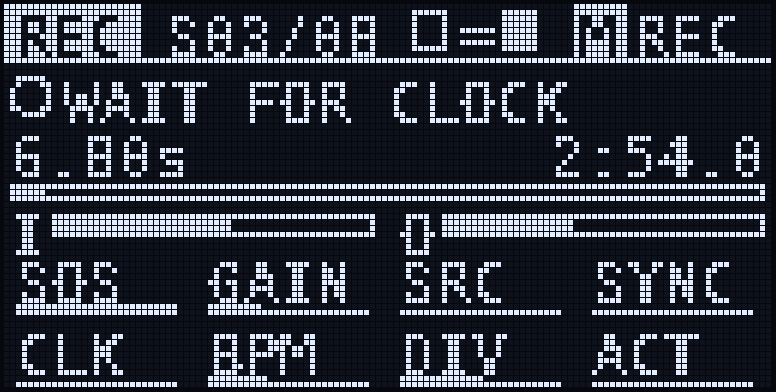 REC S03/08 □=■ M REC
○WAIT FOR CLOCK
6.80s 2:54.0
I O
SOS GAIN SRC SYNC
CLK BPM DIV ACT